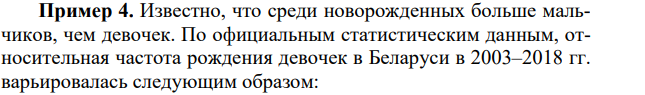 Пример 4. Известно, что среди новорожденных больше маль-
чиков, чем девочек. По официальным статистическим данным, от-
носительная частота рождения девочек в Беларуси в 2003–2018 гг.
варьировалась следующим образом: